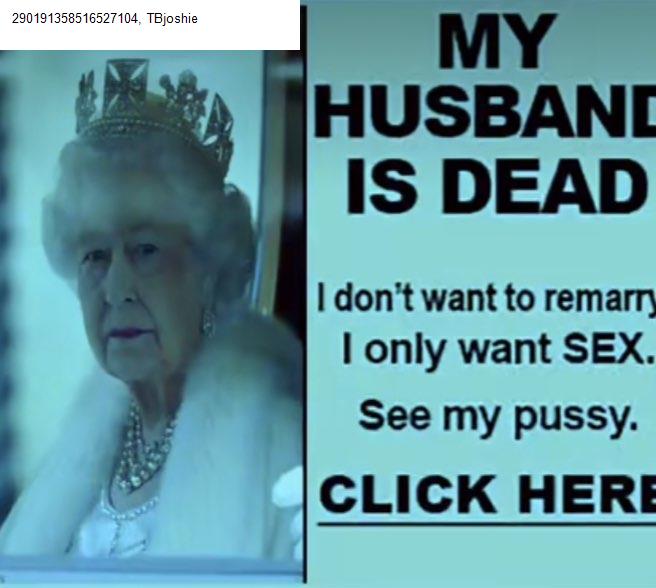 290191358516527104, TBjoshie
MY
HUSBAND
IS DEAD
I don't want to remarry
I only want SEX.
See my pussy.
CLICK HERE